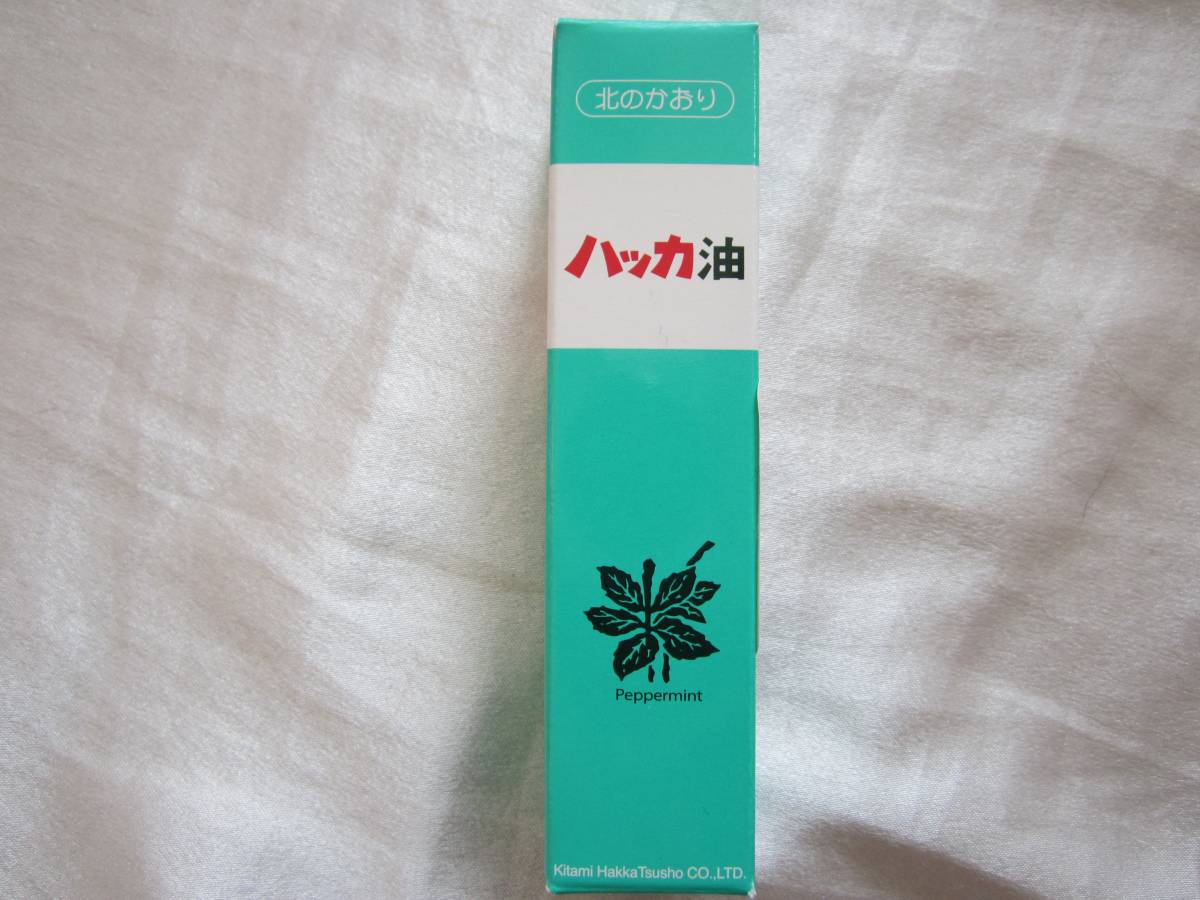 北のかおり
ハッカ油
Peppermint
Kitami HakkaTsusho CO.,LTD.